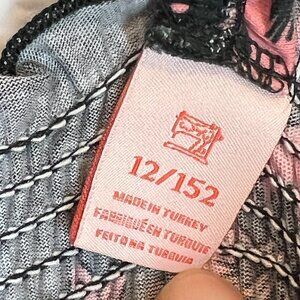 12/152
MADE IN TURKEY
FABRIQUÉ EN TURQUIE
FEITO NA TURQUIA